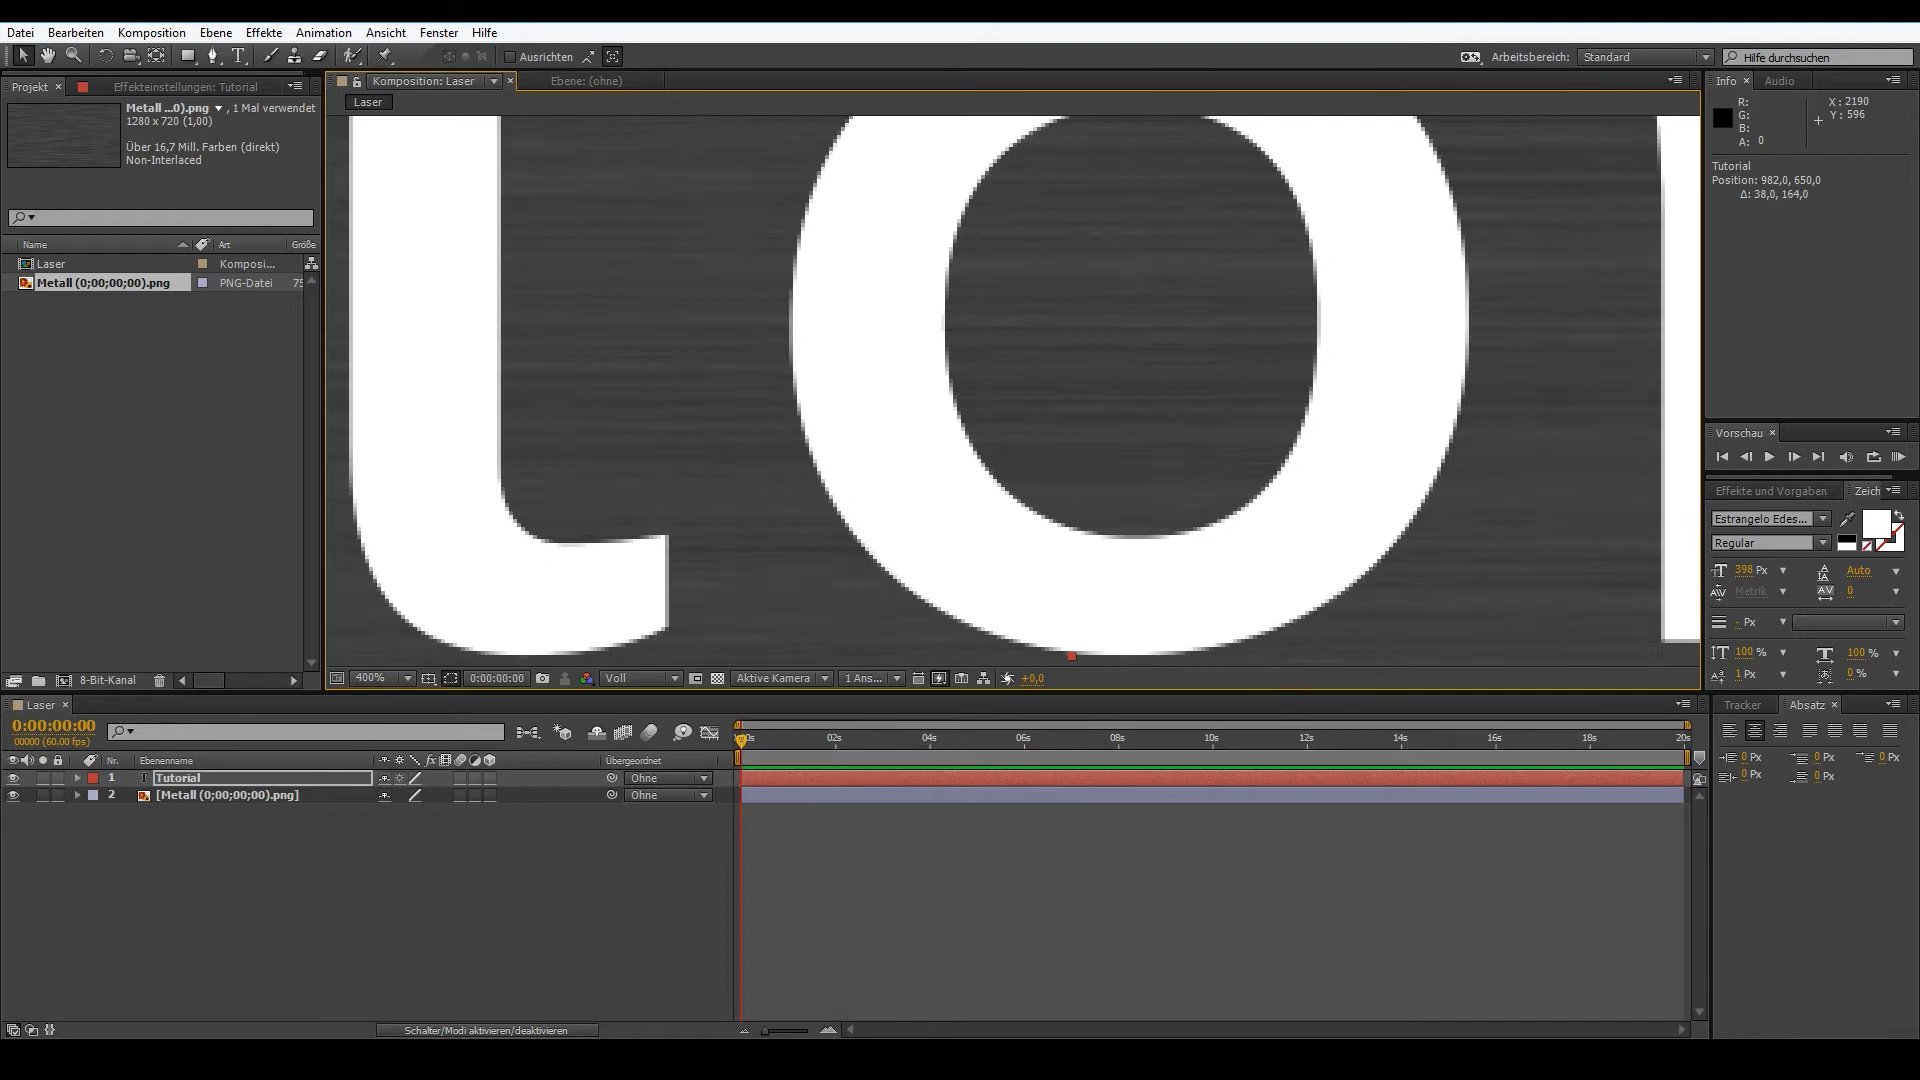 Datei Bearbeiten Komposition Ebene Effekte Animation Ansicht Fenster Hilfe
Ausrichten
Arbeitsbereich: Standard
Hilfe durchsuchen
Projekt
Effekteinstellungen: Tutorial
Metall ...0).png , 1 Mal verwendet
1280 x 720 (1,00)
Über 16,7 Mill. Farben (direkt)
Non-Interlaced
Name Art Größe
Laser Komposi...
Metall (0;00;00;00).png PNG-Datei 75
8-Bit-Kanal
Komposition: Laser
Ebene: (ohne)
Laser
to
400% 0:00:00:00 Voll Aktive Kamera 1 Ans... +0,0
Info Audio
R: X: 2190
G: Y: 596
B:
A: 0
Tutorial
Position: 982,0, 650,0
Δ: 38,0, 164,0
Vorschau
Effekte und Vorgaben Zeich
Estrangelo Edes...
Regular
398 Px Auto
Metrik 0
- Px
100 % 100 %
1 Px 0 %
Laser
0:00:00:00
00000 (60.00 fps)
02s 04s 06s 08s 10s 12s 14s 16s 18s 20s
Nr. Ebenenname fx Übergeordnet
1 T Tutorial Ohne
2 [Metall (0;00;00;00).png] Ohne
Schalter/Modi aktivieren/deaktivieren
Tracker Absatz
0 Px 0 Px 0 Px
0 Px 0 Px